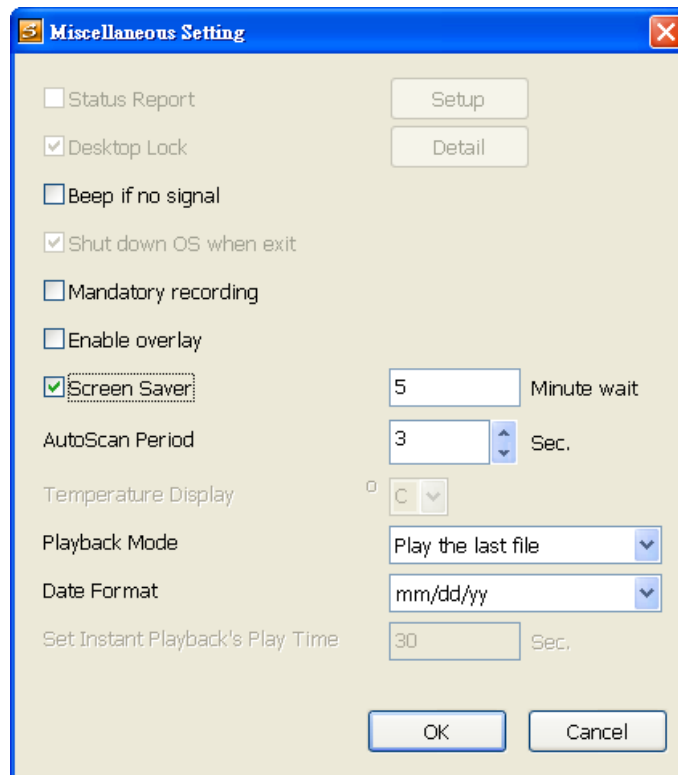 Miscellaneous Setting
Status Report Setup
Desktop Lock Detail
Beep if no signal
Shut down OS when exit
Mandatory recording
Enable overlay
Screen Saver 5 Minute wait
AutoScan Period 3 Sec.
Temperature Display o C
Playback Mode Play the last file
Date Format mm/dd/yy
Set Instant Playback's Play Time 30 Sec.
OK Cancel